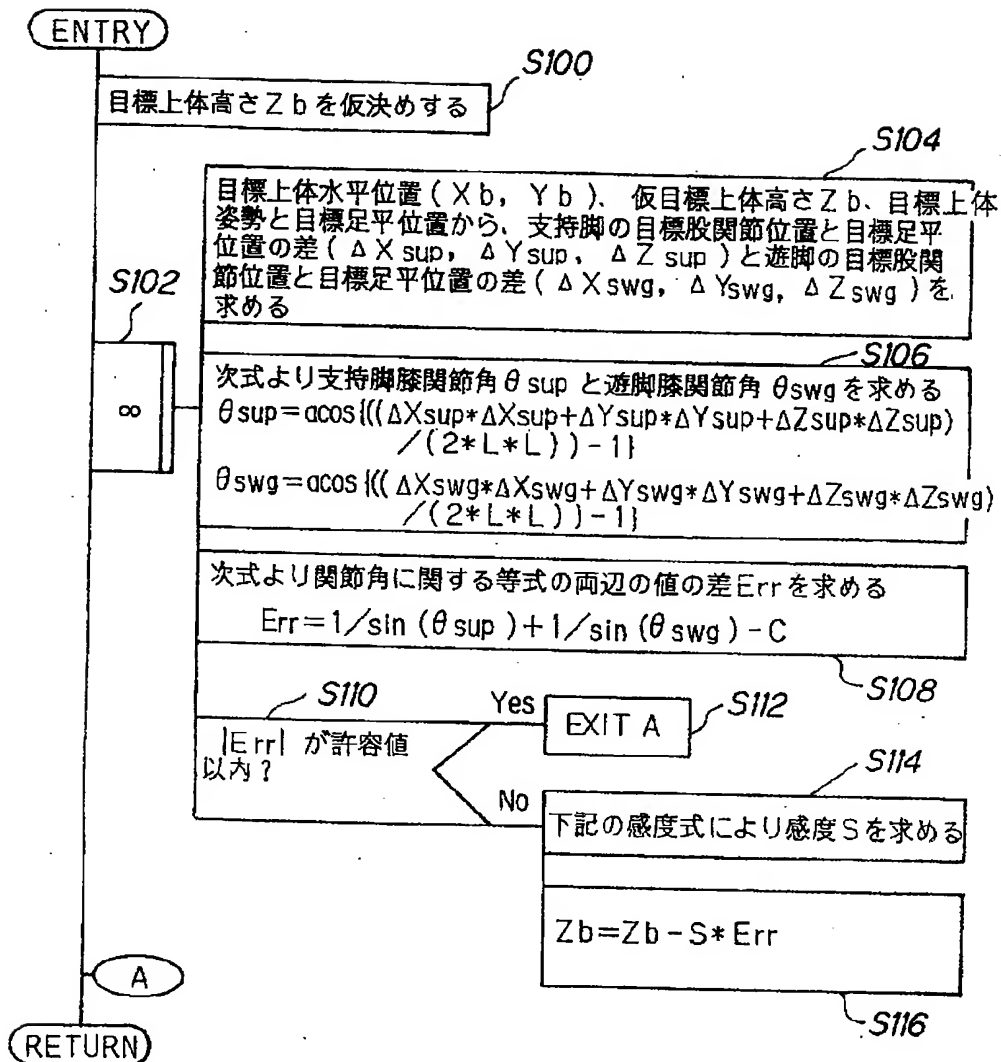 ENTRY
S100
目標上体高さZbを仮決めする
S104
目標上体水平位置(Xb, Yb)、仮目標上体高さZb、目標上体
姿勢と目標足平位置から、支持脚の目標股関節位置と目標足平
位置の差(ΔXsup, ΔYsup, ΔZsup)と遊脚の目標股関
節位置と目標足平位置の差(ΔXswg, ΔYswg, ΔZswg)を
求める
S102
∞
S106
次式より支持脚膝関節角θsupと遊脚膝関節角θswgを求める
θsup=acos{((ΔXsup*ΔXsup+ΔYsup*ΔYsup+ΔZsup*ΔZsup)
/(2*L*L))-1}
θswg=acos{((ΔXswg*ΔXswg+ΔYswg*ΔYswg+ΔZswg*ΔZswg)
/(2*L*L))-1}
次式より関節角に関する等式の両辺の値の差Errを求める
Err=1/sin(θsup)+1/sin(θswg)-C
S108
S110
|Err|が許容値
以内?
Yes
EXIT A
S112
No
S114
下記の感度式により感度Sを求める
Zb=Zb-S*Err
S116
A
RETURN